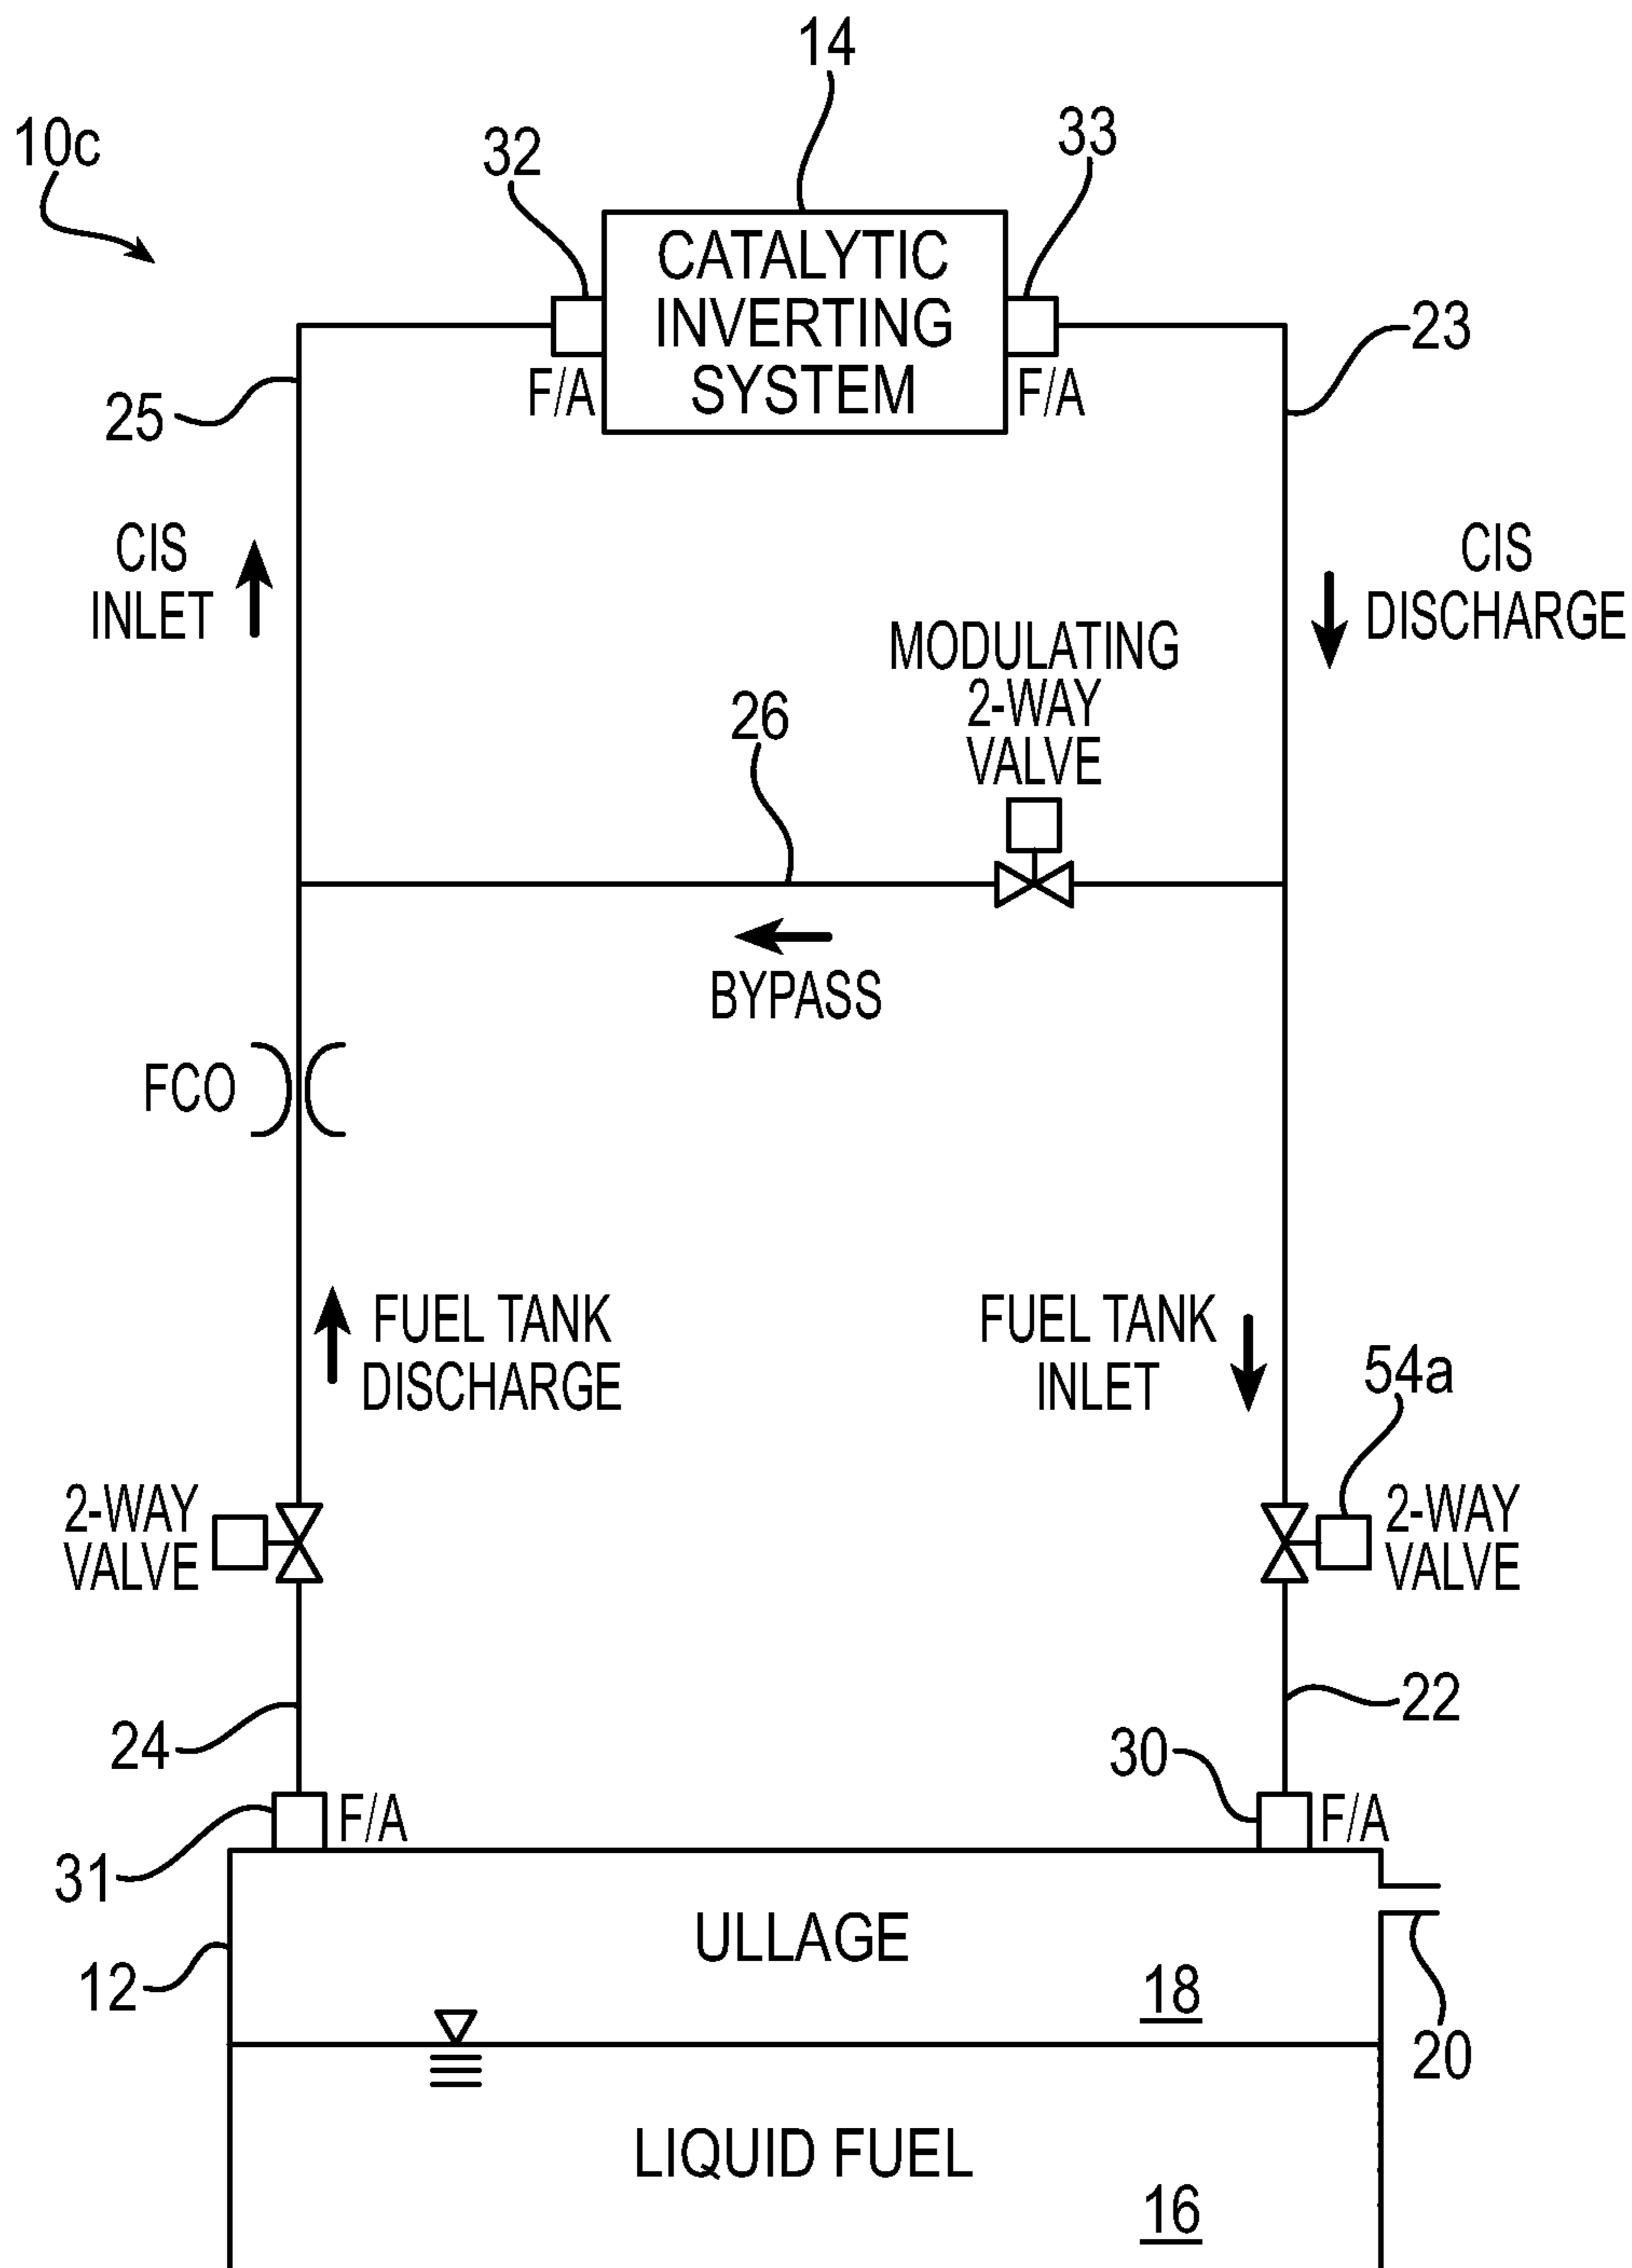 14
10c
32
33
CATALYTIC
INVERTING
SYSTEM
F/A
F/A
23
25
CIS
INLET
CIS
DISCHARGE
MODULATING
2-WAY
VALVE
26
BYPASS
FCO
FUEL TANK
DISCHARGE
FUEL TANK
INLET
54a
2-WAY
VALVE
2-WAY
VALVE
24
22
30
31
F/A
F/A
ULLAGE
12
18
20
LIQUID FUEL
16